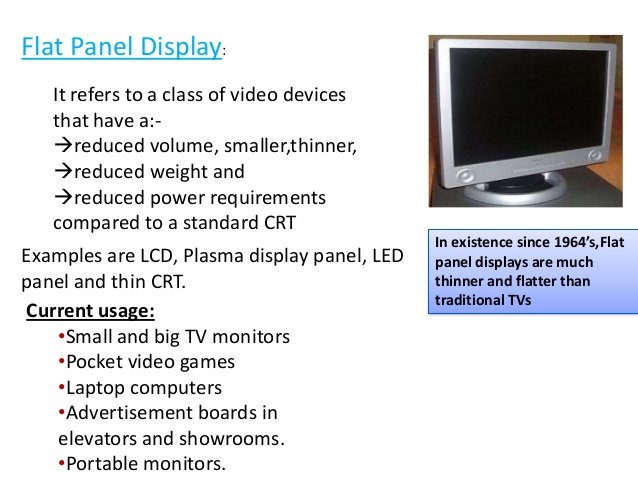 Flat Panel Display:
It refers to a class of video devices
that have a:-
→reduced volume, smaller,thinner,
→reduced weight and
→reduced power requirements
compared to a standard CRT
Examples are LCD, Plasma display panel, LED
panel and thin CRT.
Current usage:
•Small and big TV monitors
•Pocket video games
•Laptop computers
•Advertisement boards in
elevators and showrooms.
•Portable monitors.
In existence since 1964’s,Flat
panel displays are much
thinner and flatter than
traditional TVs